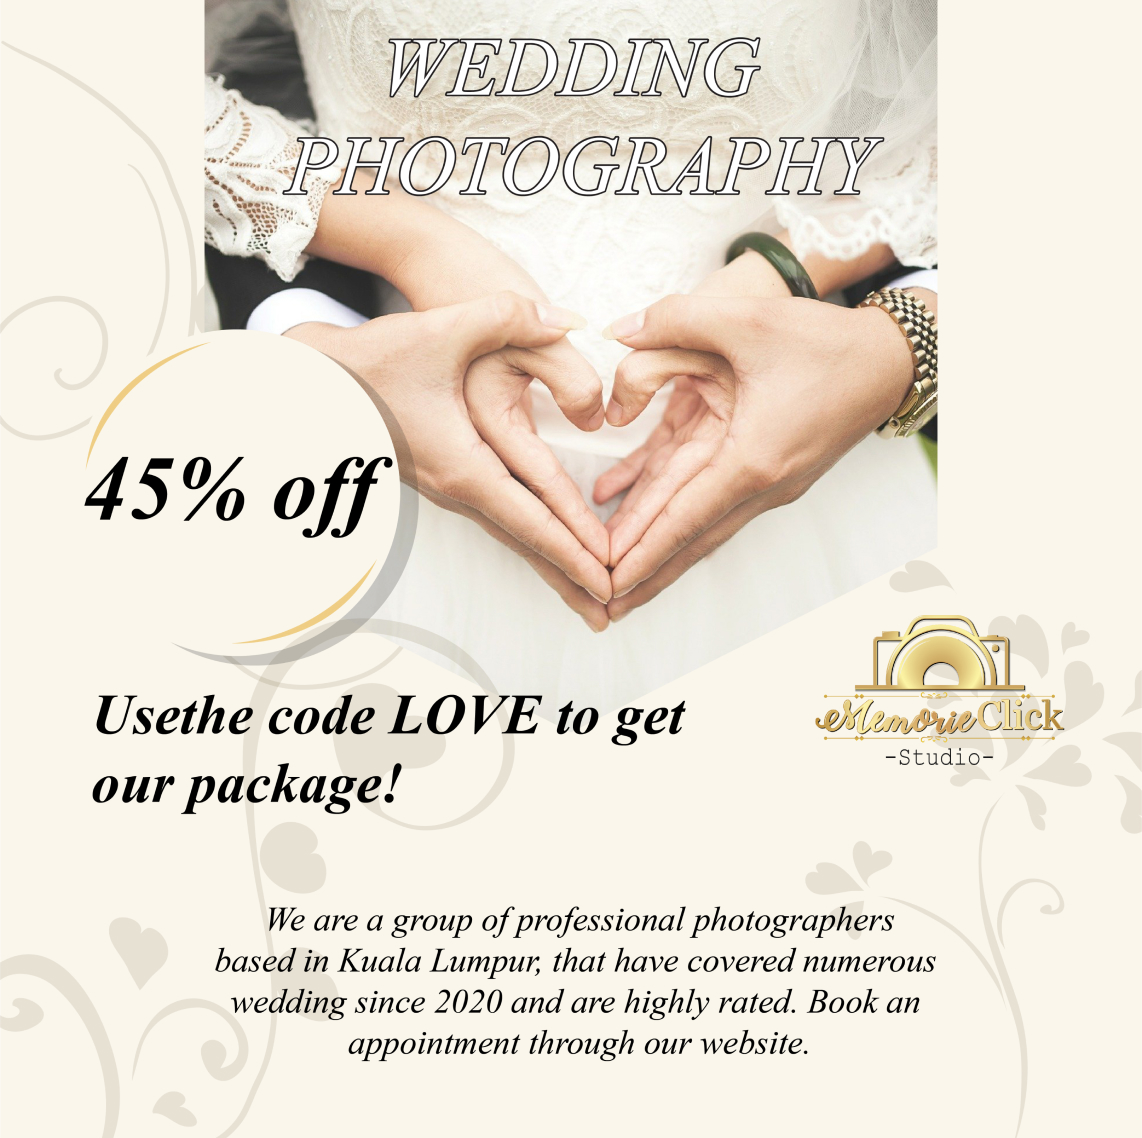 WEDDING
PHOTOGRAPHY
45% off
Usethe code LOVE to get
our package!
MemorieClick
-Studio-
We are a group of professional photographers
based in Kuala Lumpur, that have covered numerous
wedding since 2020 and are highly rated. Book an
appointment through our website.